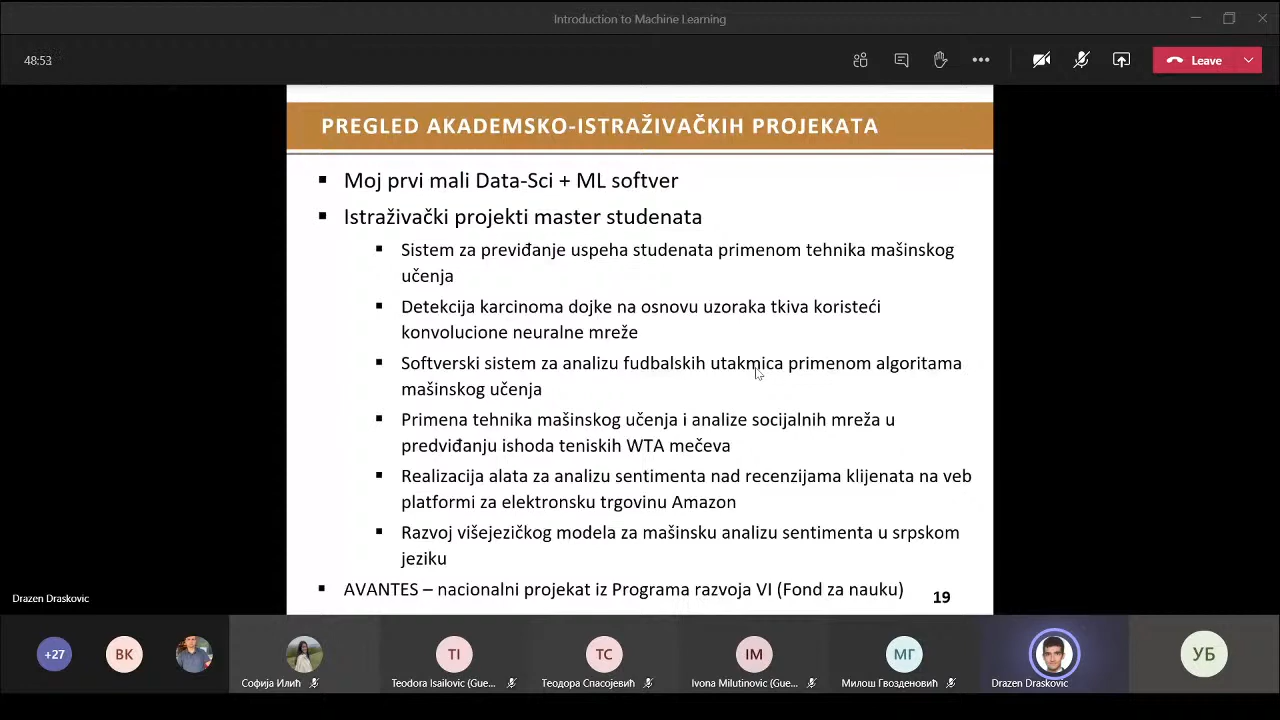 Introduction to Machine Learning
48:53
Leave
PREGLED AKADEMSKO-ISTRAŽIVAČKIH PROJEKATA
Moj prvi mali Data-Sci + ML softver
Istraživački projekti master studenata
Sistem za previđanje uspeha studenata primenom tehnika mašinskog
učenja
Detekcija karcinoma dojke na osnovu uzoraka tkiva koristeći
konvolucione neuralne mreže
Softverski sistem za analizu fudbalskih utakmica primenom algoritama
mašinskog učenja
Primena tehnika mašinskog učenja i analize socijalnih mreža u
predviđanju ishoda teniskih WTA mečeva
Realizacija alata za analizu sentimenta nad recenzijama klijenata na veb
platformi za elektronsku trgovinu Amazon
Razvoj višejezičkog modela za mašinsku analizu sentimenta u srpskom
jeziku
AVANTES – nacionalni projekat iz Programa razvoja VI (Fond za nauku)
19
Drazen Draskovic
+27
ВК
TI
ТС
IM
МГ
УБ
Софија Илић
Teodora Isailovic (Gue...
Теодора Спасојевић
Ivona Milutinovic (Gue...
Милош Гвозденовић
Drazen Draskovic